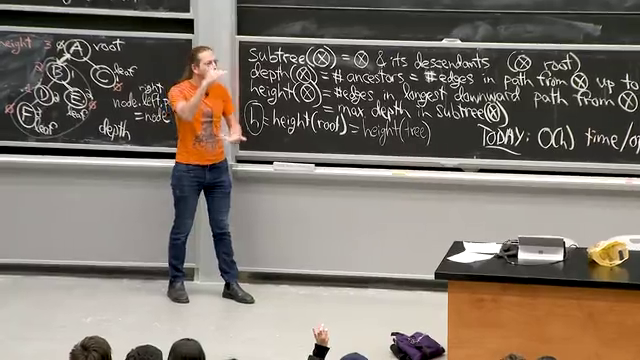 height 3
A root
B
C leaf
D
E
F leaf
leaf
right
node.left.p
= node
depth
Subtree(X) = X & its descendants (X root)
depth(X) = # ancestors = # edges in path from X up to
height(X) = # edges in longest downward path from X
= max depth in Subtree(X)
h = height(root) = height(tree)
TODAY: O(h) time/op